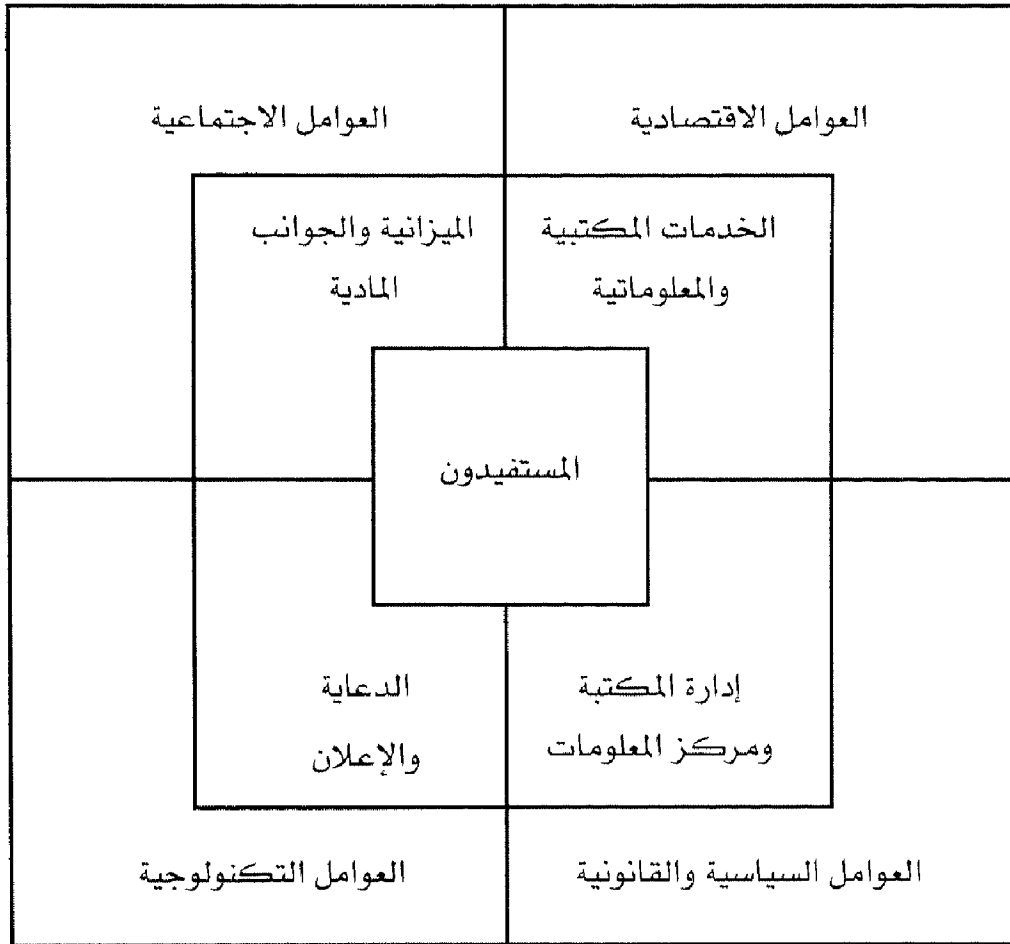 العوامل الاقتصادية
العوامل الاجتماعية
الخدمات المكتبية
والمعلوماتية
الميزانية والجوانب
المادية
المستفيدون
إدارة المكتبة
ومركز المعلومات
الدعاية
والإعلان
العوامل السياسية والقانونية
العوامل التكنولوجية